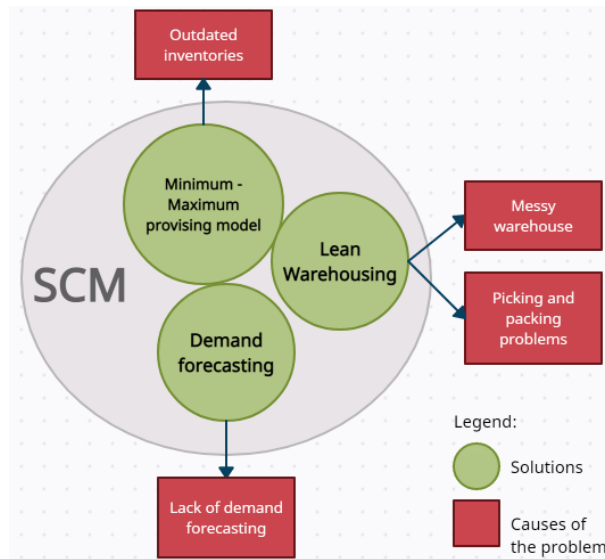 Outdated
inventories
Minimum -
Maximum
provising model
Lean
Warehousing
Messy
warehouse
SCM
Picking and
packing
problems
Demand
forecasting
Lack of demand
forecasting
Legend:
Solutions
Causes of
the problem